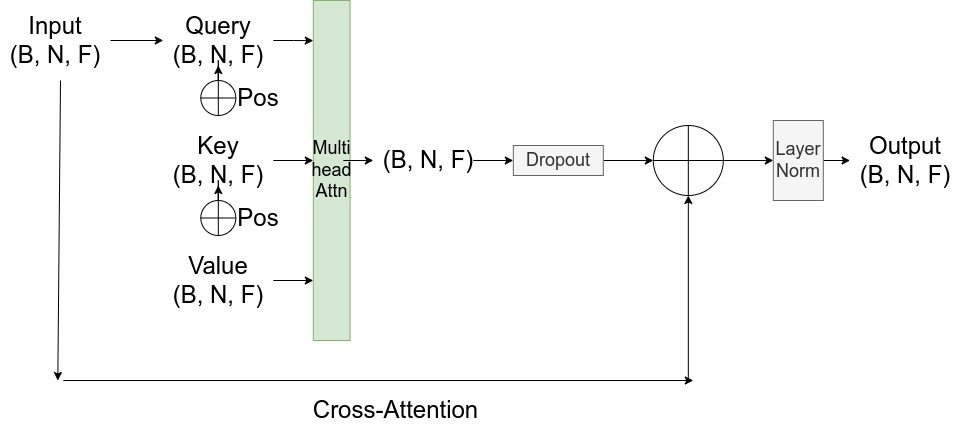 Input
(B, N, F)
Query
(B, N, F)
Pos
Key
(B, N, F)
Pos
Value
(B, N, F)
Multi
head
Attn
(B, N, F)
Dropout
Layer
Norm
Output
(B, N, F)
Cross-Attention